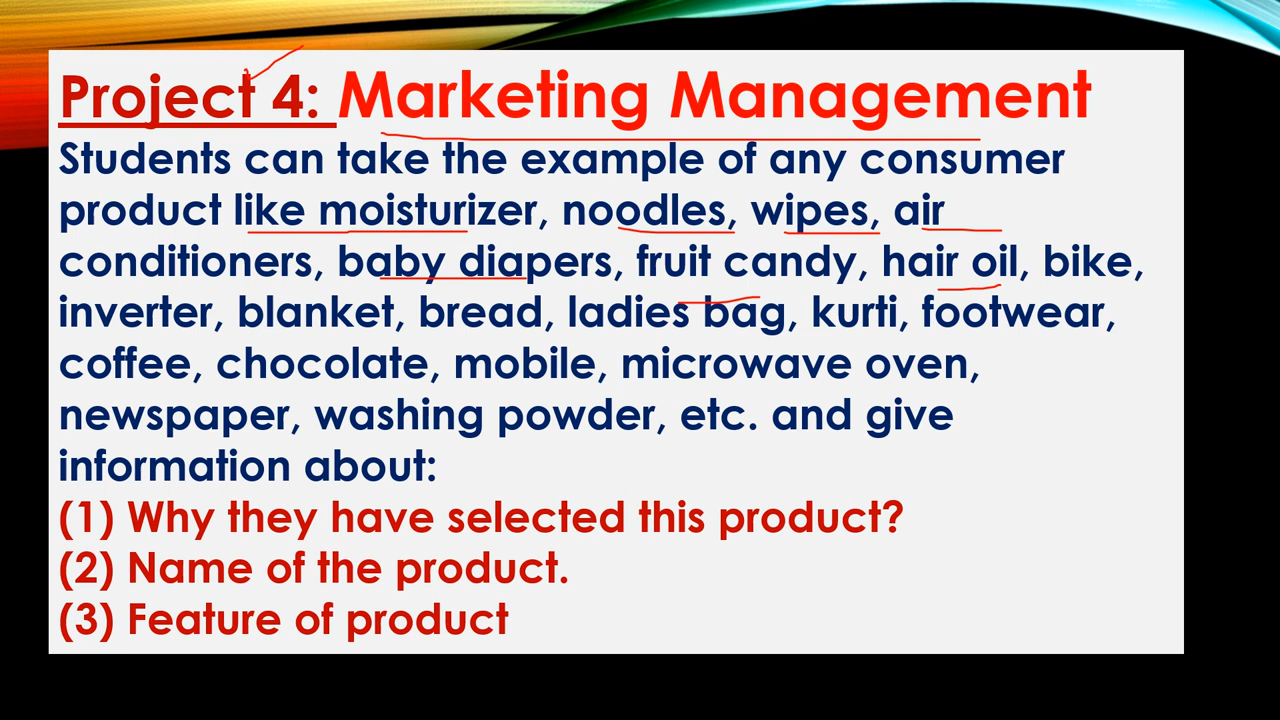 Project 4: Marketing Management
Students can take the example of any consumer
product like moisturizer, noodles, wipes, air
conditioners, baby diapers, fruit candy, hair oil, bike,
inverter, blanket, bread, ladies bag, kurti, footwear,
coffee, chocolate, mobile, microwave oven,
newspaper, washing powder, etc. and give
information about:
(1) Why they have selected this product?
(2) Name of the product.
(3) Feature of product